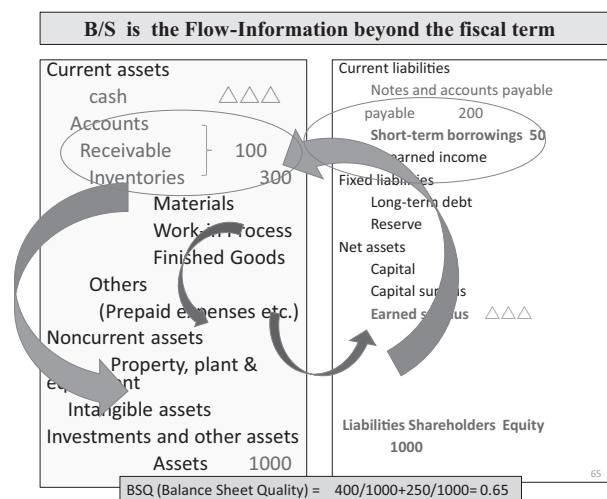 B/S is the Flow-Information beyond the fiscal term
Current assets
cash △△△
Accounts
Receivable 100
Inventories 300
Materials
Work-in Process
Finished Goods
Others
(Prepaid expenses etc.)
Noncurrent assets
Property, plant &
Intangible assets
Investments and other assets
Assets 1000
Current liabilities
Notes and accounts payable
payable 200
Short-term borrowings 50
income
Fixed liabilities
Long-term debt
Reserve
Net assets
Capital
Capital surplus
Earned surplus △△△
Liabilities Shareholders Equity
1000
65
BSQ (Balance Sheet Quality) = 400/1000+250/1000= 0.65